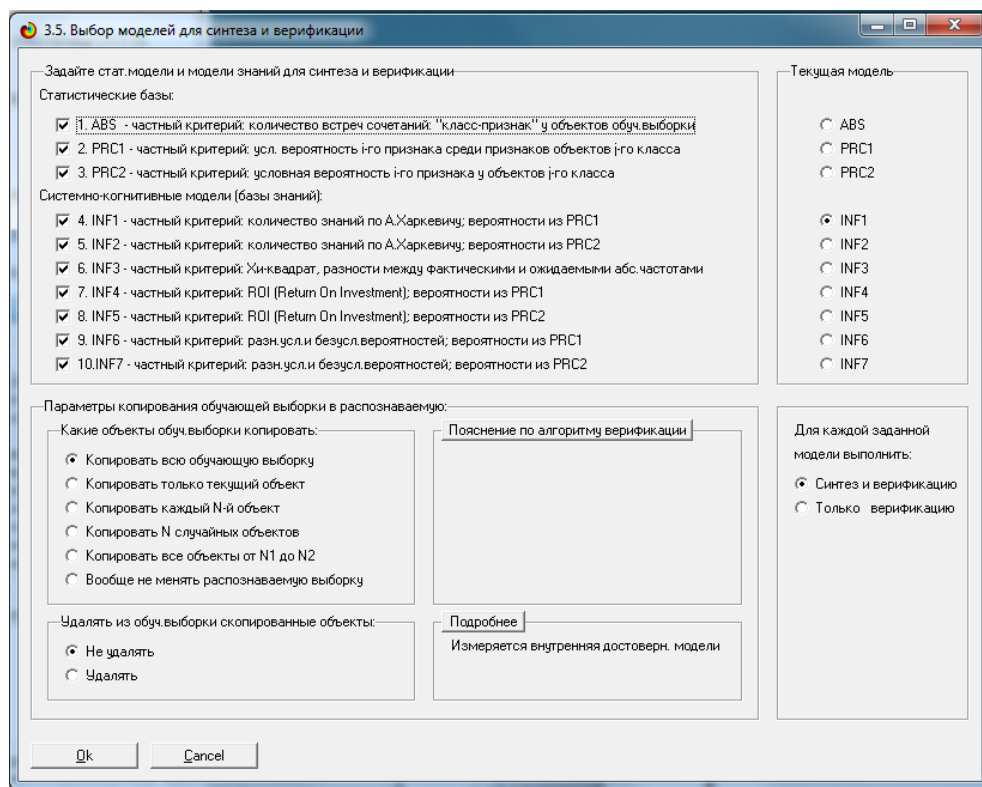 3.5. Выбор моделей для синтеза и верификации
Задайте стат.модели и модели знаний для синтеза и верификации
Статистические базы:
1. ABS - частный критерий: количество встреч сочетаний: "класс-признак" у объектов обуч.выборки
2. PRC1 - частный критерий: усл. вероятность i-го признака среди признаков объектов j-го класса
3. PRC2 - частный критерий: условная вероятность i-го признака у объектов j-го класса
Системно-когнитивные модели (базы знаний):
4. INF1 - частный критерий: количество знаний по А.Харкевичу; вероятности из PRC1
5. INF2 - частный критерий: количество знаний по А.Харкевичу; вероятности из PRC2
6. INF3 - частный критерий: Хи-квадрат, разности между фактическими и ожидаемыми абс.частотами
7. INF4 - частный критерий: ROI (Return On Investment); вероятности из PRC1
8. INF5 - частный критерий: ROI (Return On Investment); вероятности из PRC2
9. INF6 - частный критерий: разн.усл.и безусл.вероятностей; вероятности из PRC1
10.INF7 - частный критерий: разн.усл.и безусл.вероятностей; вероятности из PRC2
Текущая модель
ABS
PRC1
PRC2
INF1
INF2
INF3
INF4
INF5
INF6
INF7
Параметры копирования обучающей выборки в распознаваемую:
Какие объекты обуч.выборки копировать:
Копировать всю обучающую выборку
Копировать только текущий объект
Копировать каждый N-й объект
Копировать N случайных объектов
Копировать все объекты от N1 до N2
Вообще не менять распознаваемую выборку
Пояснение по алгоритму верификации
Удалять из обуч.выборки скопированные объекты:
Не удалять
Удалять
Подробнее
Измеряется внутренняя достоверн. модели
Для каждой заданной
модели выполнить:
Синтез и верификацию
Только верификацию
Ok
Cancel